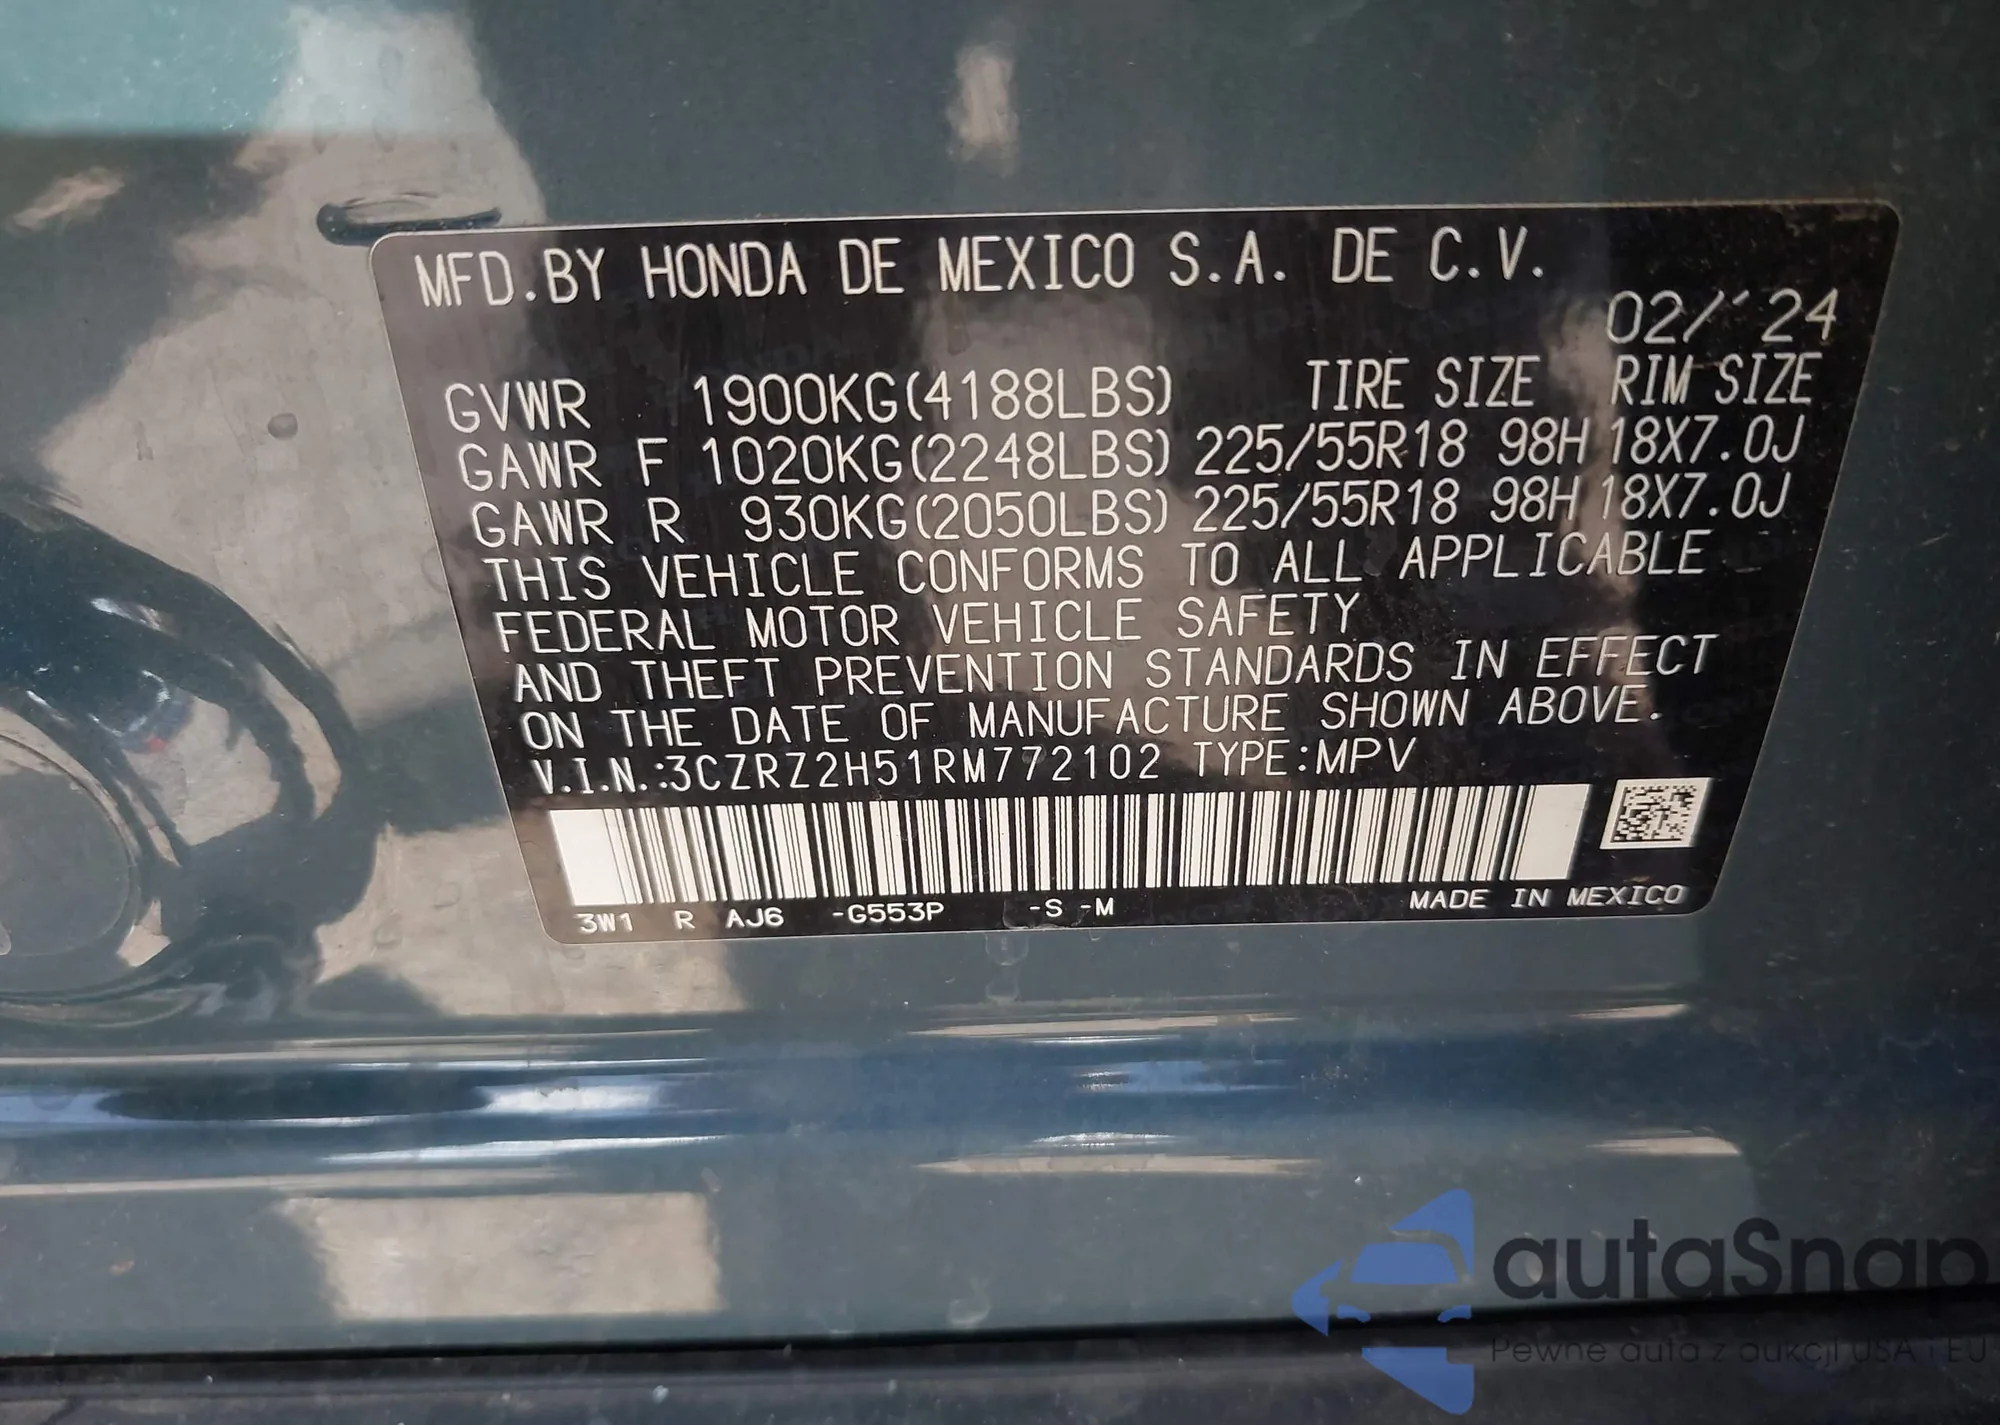 MFD.BY HONDA DE MEXICO S.A. DE C.V.
02/'24
GVWR 1900KG(4188LBS) TIRE SIZE RIM SIZE
GAWR F 1020KG(2248LBS) 225/55R18 98H 18X7.0J
GAWR R 930KG(2050LBS) 225/55R18 98H 18X7.0J
THIS VEHICLE CONFORMS TO ALL APPLICABLE
FEDERAL MOTOR VEHICLE SAFETY
AND THEFT PREVENTION STANDARDS IN EFFECT
ON THE DATE OF MANUFACTURE SHOWN ABOVE.
V.I.N.:3CZRZ2H51RM772102 TYPE:MPV
3W1 R AJ6 -G553P -S -M MADE IN MEXICO
autaSnap
Pewne auta z aukcji USA i EU